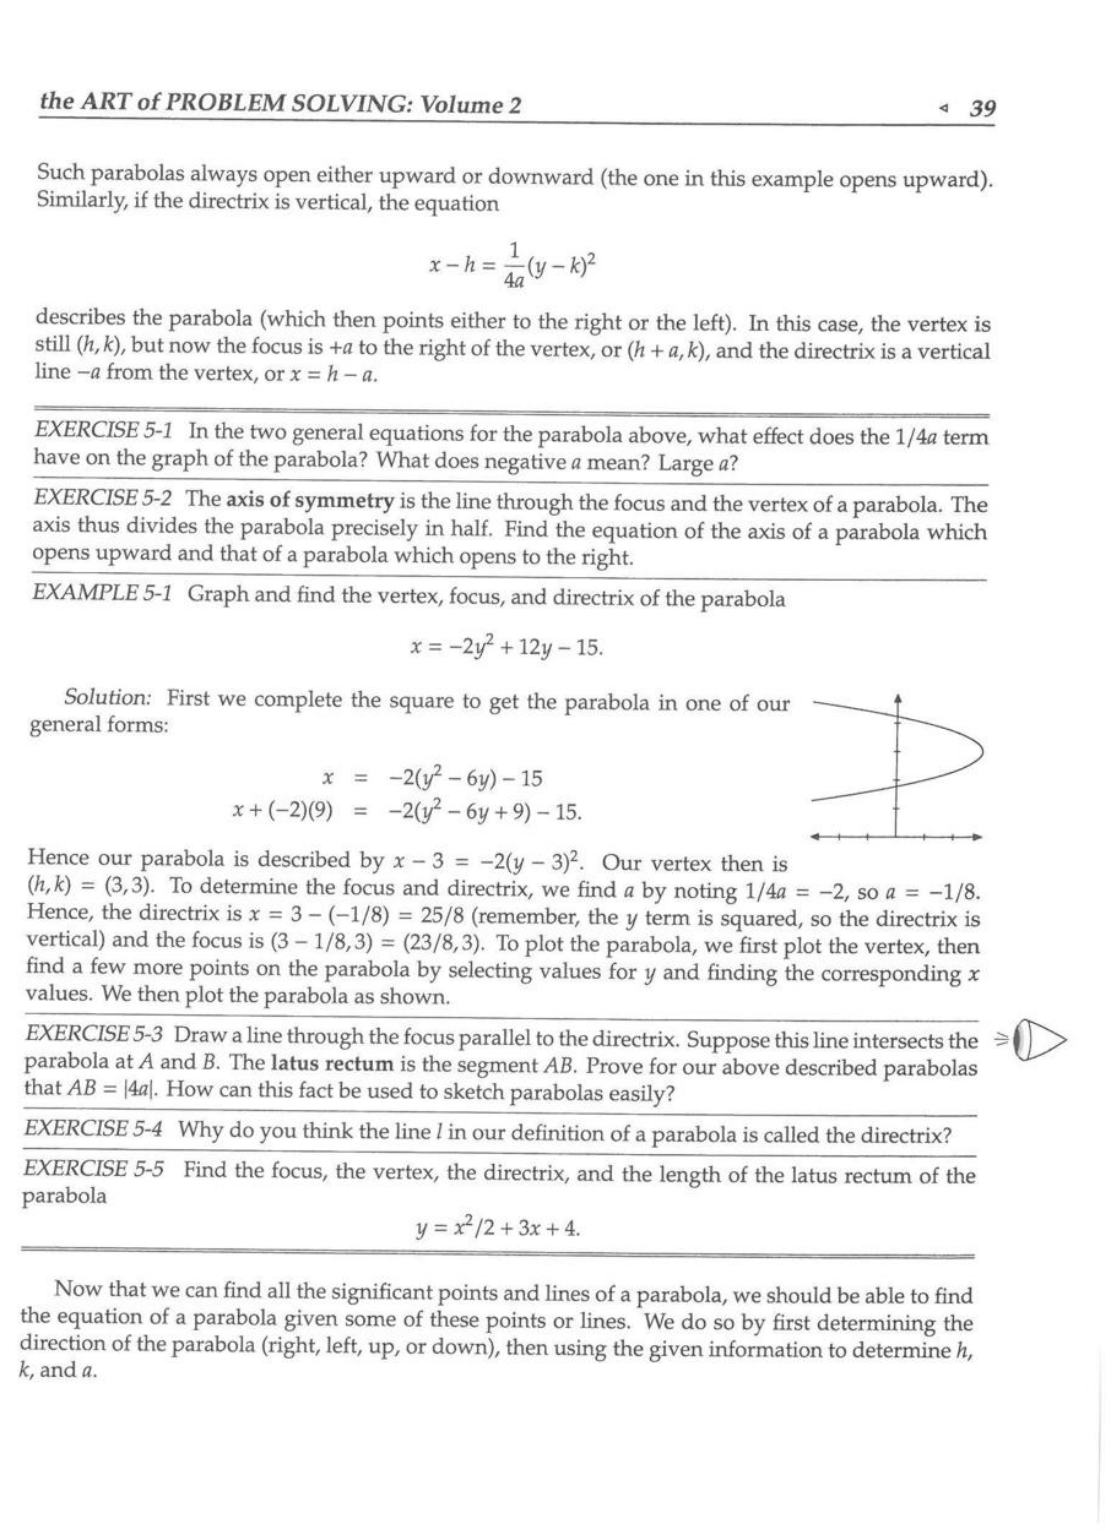 the ART of PROBLEM SOLVING: Volume 2 ◃ 39
Such parabolas always open either upward or downward (the one in this example opens upward).
Similarly, if the directrix is vertical, the equation
x − h = 1/4a (y − k)²
describes the parabola (which then points either to the right or the left). In this case, the vertex is
still (h, k), but now the focus is +a to the right of the vertex, or (h + a, k), and the directrix is a vertical
line −a from the vertex, or x = h − a.
EXERCISE 5-1 In the two general equations for the parabola above, what effect does the 1/4a term
have on the graph of the parabola? What does negative a mean? Large a?
EXERCISE 5-2 The axis of symmetry is the line through the focus and the vertex of a parabola. The
axis thus divides the parabola precisely in half. Find the equation of the axis of a parabola which
opens upward and that of a parabola which opens to the right.
EXAMPLE 5-1 Graph and find the vertex, focus, and directrix of the parabola
x = −2y² + 12y − 15.
Solution: First we complete the square to get the parabola in one of our
general forms:
x = −2(y² − 6y) − 15
x + (−2)(9) = −2(y² − 6y + 9) − 15.
Hence our parabola is described by x − 3 = −2(y − 3)². Our vertex then is
(h, k) = (3, 3). To determine the focus and directrix, we find a by noting 1/4a = −2, so a = −1/8.
Hence, the directrix is x = 3 − (−1/8) = 25/8 (remember, the y term is squared, so the directrix is
vertical) and the focus is (3 − 1/8, 3) = (23/8, 3). To plot the parabola, we first plot the vertex, then
find a few more points on the parabola by selecting values for y and finding the corresponding x
values. We then plot the parabola as shown.
EXERCISE 5-3 Draw a line through the focus parallel to the directrix. Suppose this line intersects the
parabola at A and B. The latus rectum is the segment AB. Prove for our above described parabolas
that AB = |4a|. How can this fact be used to sketch parabolas easily?
EXERCISE 5-4 Why do you think the line l in our definition of a parabola is called the directrix?
EXERCISE 5-5 Find the focus, the vertex, the directrix, and the length of the latus rectum of the
parabola
y = x²/2 + 3x + 4.
Now that we can find all the significant points and lines of a parabola, we should be able to find
the equation of a parabola given some of these points or lines. We do so by first determining the
direction of the parabola (right, left, up, or down), then using the given information to determine h,
k, and a.